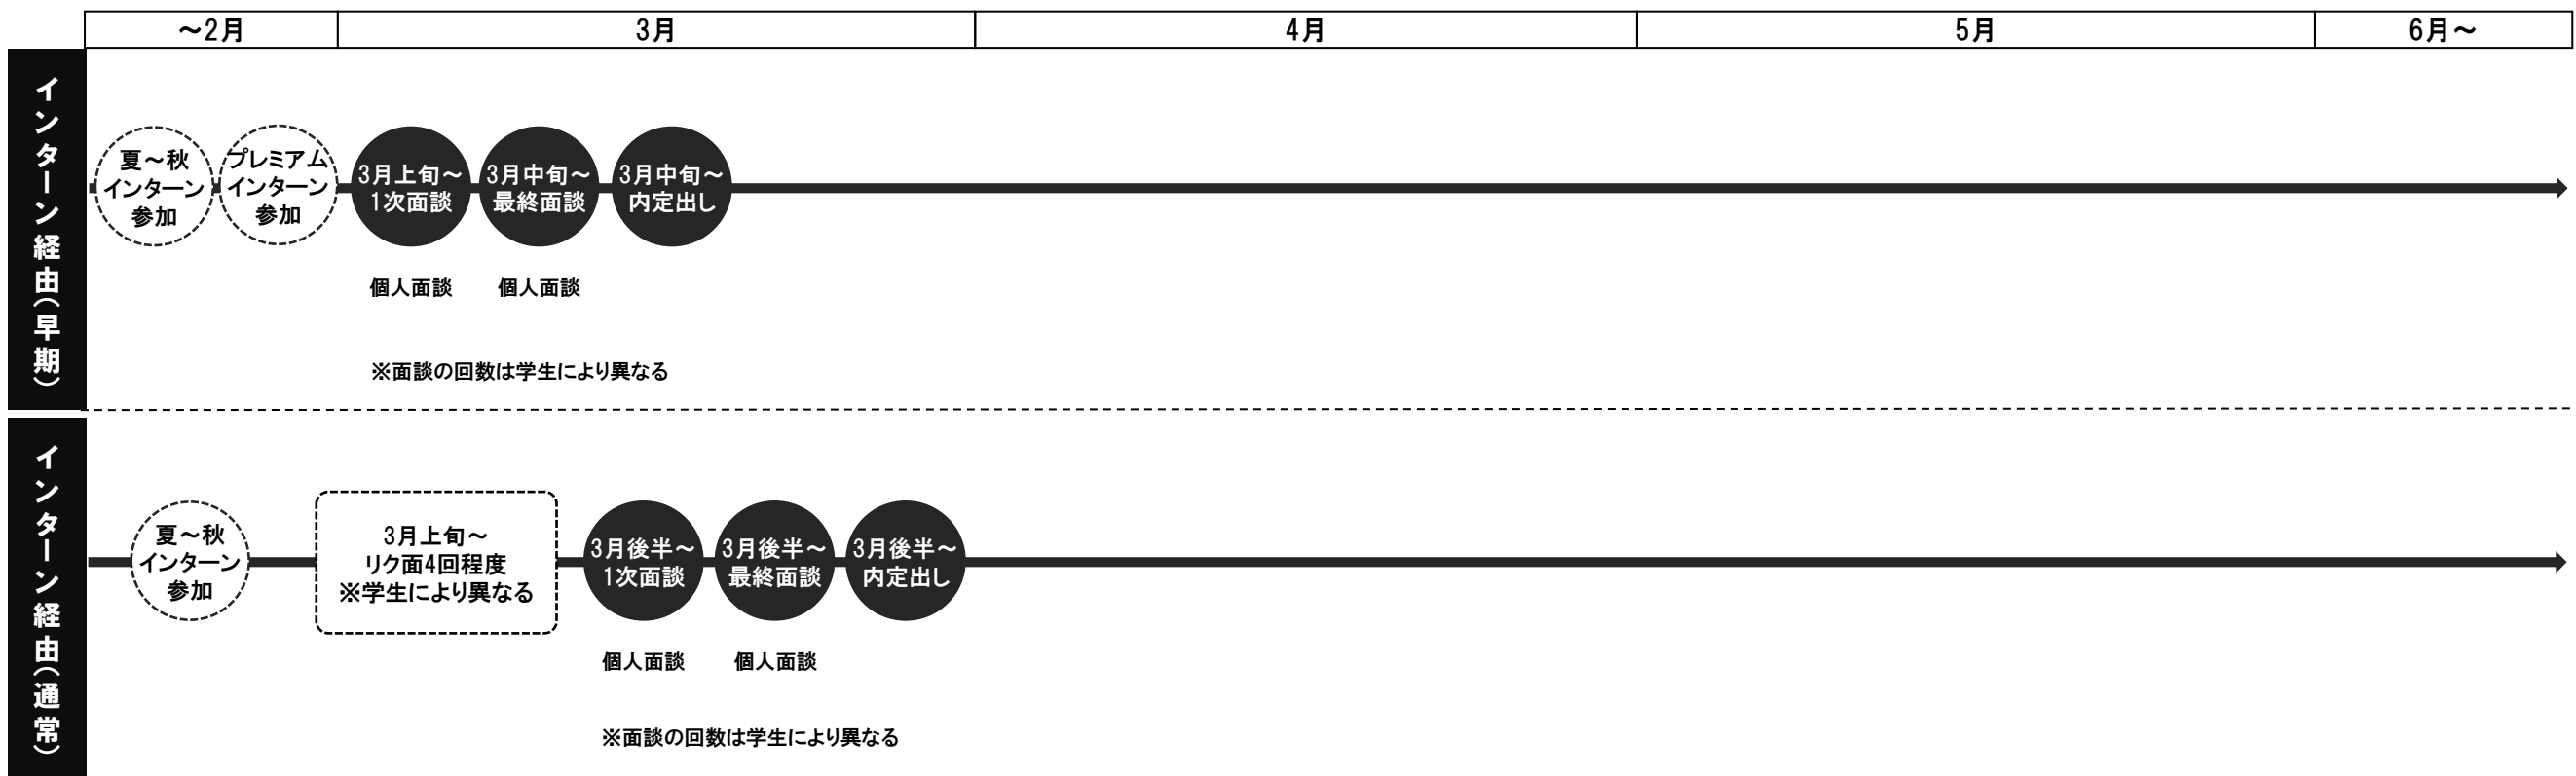 ～2月
3月
4月
5月
6月～
インターン経由（早期）
夏～秋
インターン
参加
プレミアム
インターン
参加
3月上旬～
1次面談
3月中旬～
最終面談
3月中旬～
内定出し
個人面談
個人面談
※面談の回数は学生により異なる
インターン経由（通常）
夏～秋
インターン
参加
3月上旬～
リク面4回程度
※学生により異なる
3月後半～
1次面談
3月後半～
最終面談
3月後半～
内定出し
個人面談
個人面談
※面談の回数は学生により異なる